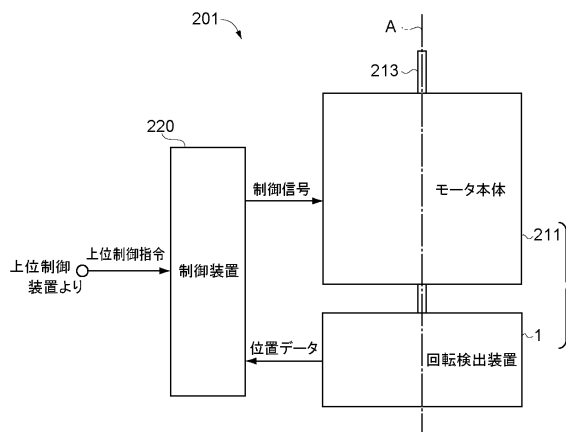 201
A
213
220
制御信号
モータ本体
上位制御指令
211
上位制御
装置より
制御装置
位置データ
1
回転検出装置